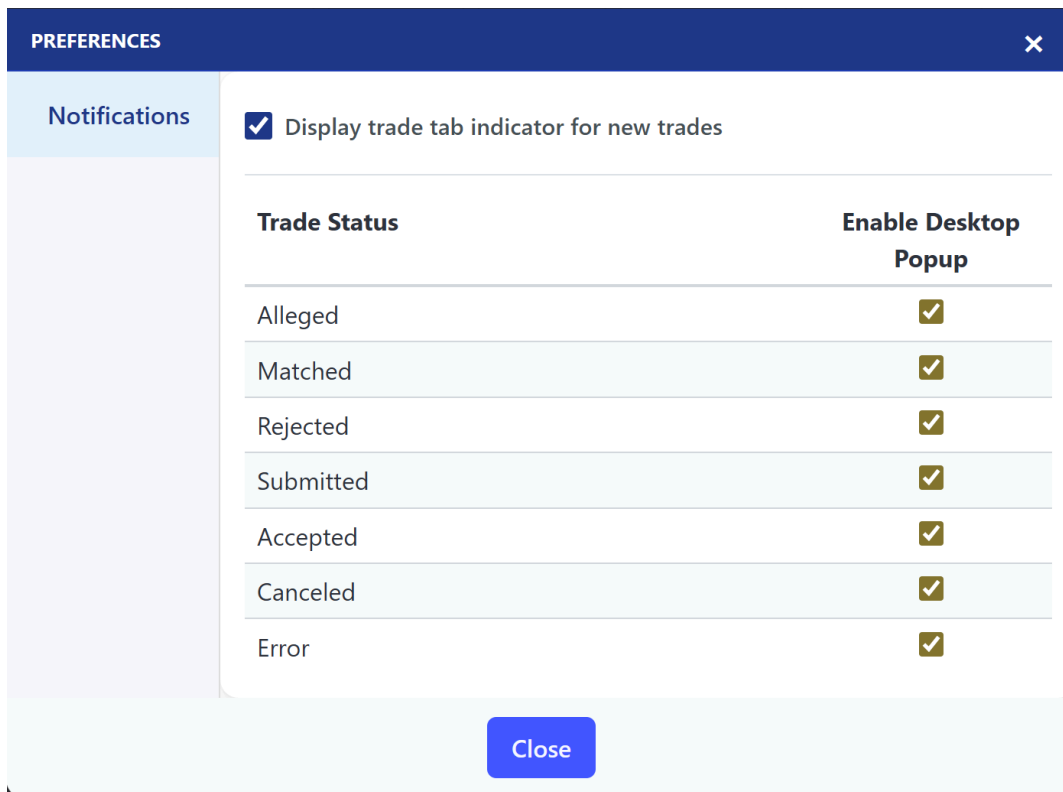 PREFERENCES
Notifications
Display trade tab indicator for new trades
Trade Status
Enable Desktop
Popup
Alleged
Matched
Rejected
Submitted
Accepted
Canceled
Error
Close